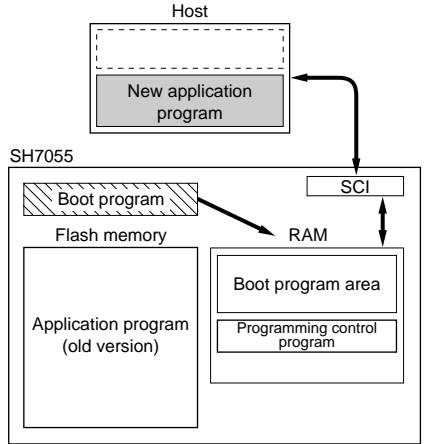 Host
New application
program
SH7055
SCI
Boot program
Flash memory
RAM
Boot program area
Application program
(old version)
Programming control
program